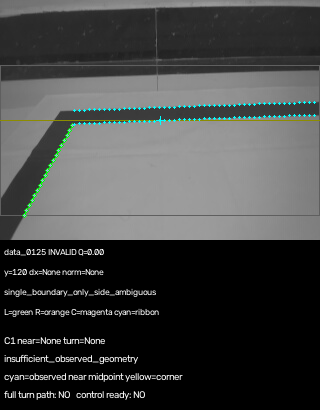 data_0125 INVALID Q=0.00
y=120 dx=None norm=None
single_boundary_only_side_ambiguous
L=green R=orange C=magenta cyan=ribbon
C1 near=None turn=None
insufficient_observed_geometry
cyan=observed near midpoint yellow=corner
full turn path: NO control ready: NO